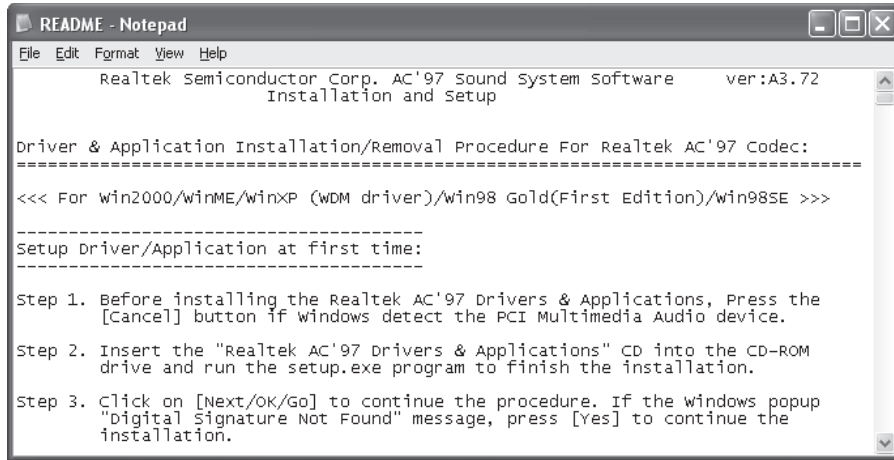 README - Notepad
File Edit Format View Help
Realtek Semiconductor Corp. AC'97 Sound System Software ver:A3.72
Installation and Setup
Driver & Application Installation/Removal Procedure For Realtek AC'97 Codec:
================================================================================
<<< For Win2000/WinME/WinXP (WDM driver)/Win98 Gold(First Edition)/Win98SE >>>
---------------------------------------
Setup Driver/Application at first time:
---------------------------------------
Step 1. Before installing the Realtek AC'97 Drivers & Applications, Press the
[Cancel] button if Windows detect the PCI Multimedia Audio device.
Step 2. Insert the "Realtek AC'97 Drivers & Applications" CD into the CD-ROM
drive and run the setup.exe program to finish the installation.
Step 3. Click on [Next/OK/Go] to continue the procedure. If the Windows popup
"Digital Signature Not Found" message, press [Yes] to continue the
installation.